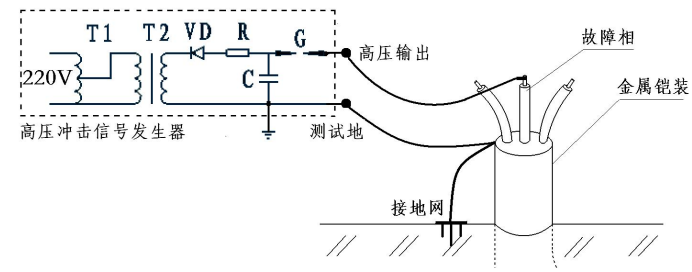 T1 T2 VD R G
高压输出
故障相
220V
C
金属铠装
高压冲击信号发生器
测试地
接地网